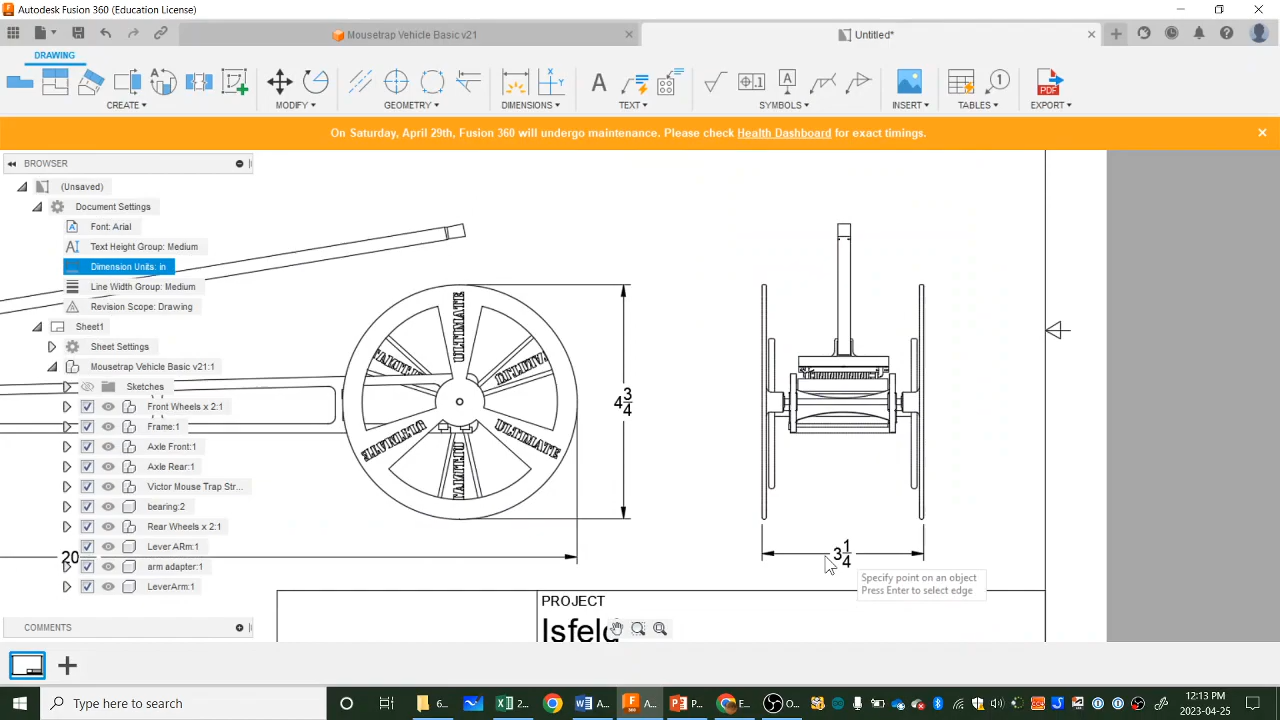 Autodesk Fusion 360 (Education License)
Mousetrap Vehicle Basic v21
Untitled*
DRAWING
CREATE
MODIFY
GEOMETRY
DIMENSIONS
TEXT
SYMBOLS
INSERT
TABLES
EXPORT
On Saturday, April 29th, Fusion 360 will undergo maintenance. Please check Health Dashboard for exact timings.
BROWSER
(Unsaved)
Document Settings
Font: Arial
Text Height Group: Medium
Dimension Units: in
Line Width Group: Medium
Revision Scope: Drawing
Sheet1
Sheet Settings
Mousetrap Vehicle Basic v21:1
Sketches
Front Wheels x 2:1
Frame:1
Axle Front:1
Axle Rear:1
Victor Mouse Trap Str...
bearing:2
Rear Wheels x 2:1
Lever ARm:1
arm adapter:1
LeverArm:1
ULTIMATE
ULTIMATE
ULTIMATE
4 3/4
20
3 1/4
Specify point on an object
Press Enter to select edge
PROJECT
Isfeld
COMMENTS
Type here to search
6...
2...
A...
A...
P...
E...
O...
12:13 PM
2023-04-25